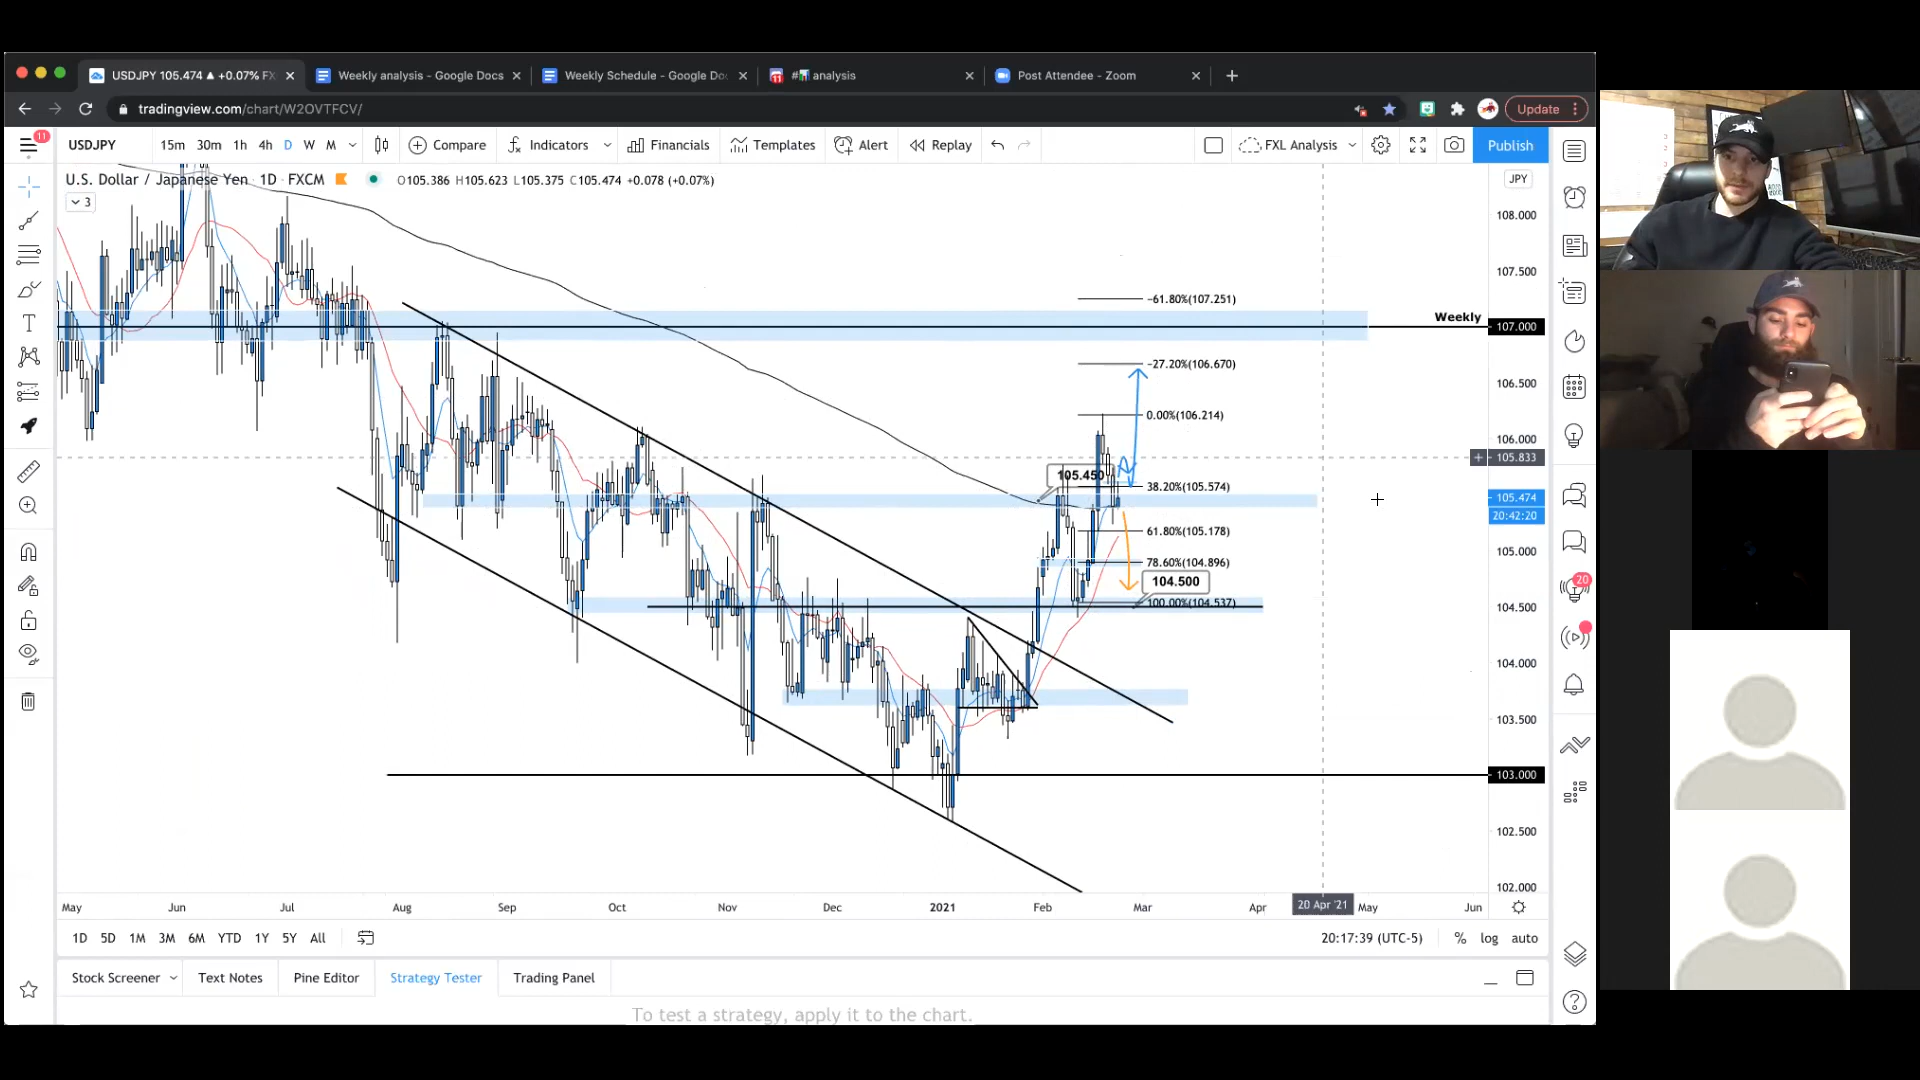 USDJPY 105.474 ▲ +0.07% FX
Weekly analysis - Google Docs
Weekly Schedule - Google Do
# analysis
Post Attendee - Zoom
tradingview.com/chart/W2OVTFCV/
Update
11
USDJPY 15m 30m 1h 4h D W M Compare Indicators Financials Templates Alert Replay FXL Analysis Publish
U.S. Dollar / Japanese Yen · 1D · FXCM O105.386 H105.623 L105.375 C105.474 +0.078 (+0.07%)
JPY
3
108.000
107.500
-61.80%(107.251)
Weekly
107.000
-27.20%(106.670)
106.500
0.00%(106.214)
106.000
105.833
105.450
38.20%(105.574)
105.474
20:42:20
61.80%(105.178)
105.000
78.60%(104.896)
104.500
100.00%(104.537)
104.500
20
104.000
103.500
103.000
102.500
102.000
May Jun Jul Aug Sep Oct Nov Dec 2021 Feb Mar Apr 20 Apr '21 May Jun
1D 5D 1M 3M 6M YTD 1Y 5Y All 20:17:39 (UTC-5) % log auto
Stock Screener Text Notes Pine Editor Strategy Tester Trading Panel
To test a strategy, apply it to the chart.